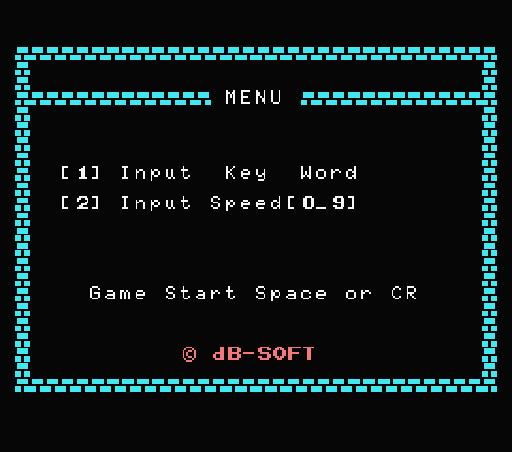 MENU
[1] Input Key Word
[2] Input Speed[0_9]
Game Start Space or CR
© dB-SOFT